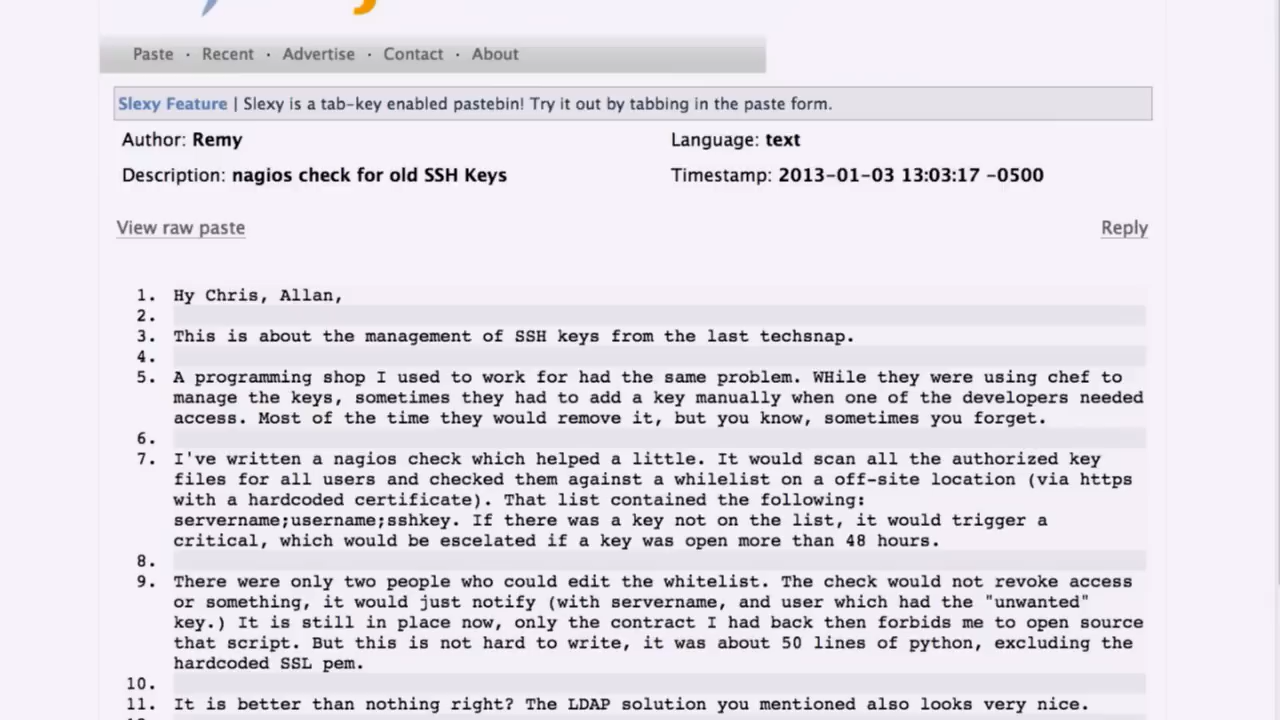 Paste · Recent · Advertise · Contact · About
Slexy Feature | Slexy is a tab-key enabled pastebin! Try it out by tabbing in the paste form.
Author: Remy
Language: text
Description: nagios check for old SSH Keys
Timestamp: 2013-01-03 13:03:17 -0500
View raw paste
Reply
1. Hy Chris, Allan,
2.
3. This is about the management of SSH keys from the last techsnap.
4.
5. A programming shop I used to work for had the same problem. WHile they were using chef to
manage the keys, sometimes they had to add a key manually when one of the developers needed
access. Most of the time they would remove it, but you know, sometimes you forget.
6.
7. I've written a nagios check which helped a little. It would scan all the authorized key
files for all users and checked them against a whilelist on a off-site location (via https
with a hardcoded certificate). That list contained the following:
servername;username;sshkey. If there was a key not on the list, it would trigger a
critical, which would be escelated if a key was open more than 48 hours.
8.
9. There were only two people who could edit the whitelist. The check would not revoke access
or something, it would just notify (with servername, and user which had the "unwanted"
key.) It is still in place now, only the contract I had back then forbids me to open source
that script. But this is not hard to write, it was about 50 lines of python, excluding the
hardcoded SSL pem.
10.
11. It is better than nothing right? The LDAP solution you mentioned also looks very nice.